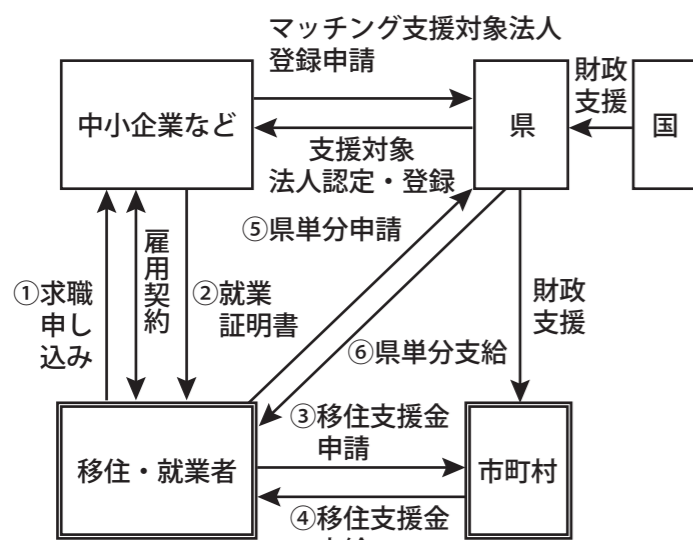 マッチング支援対象法人
登録申請
財政
支援
中小企業など
県
国
支援対象
法人認定・登録
⑤県単分申請
①求職
申し
込み
雇用契約
②就業
証明書
財政
支援
⑥県単分支給
③移住支援金
申請
移住・就業者
市町村
④移住支援金